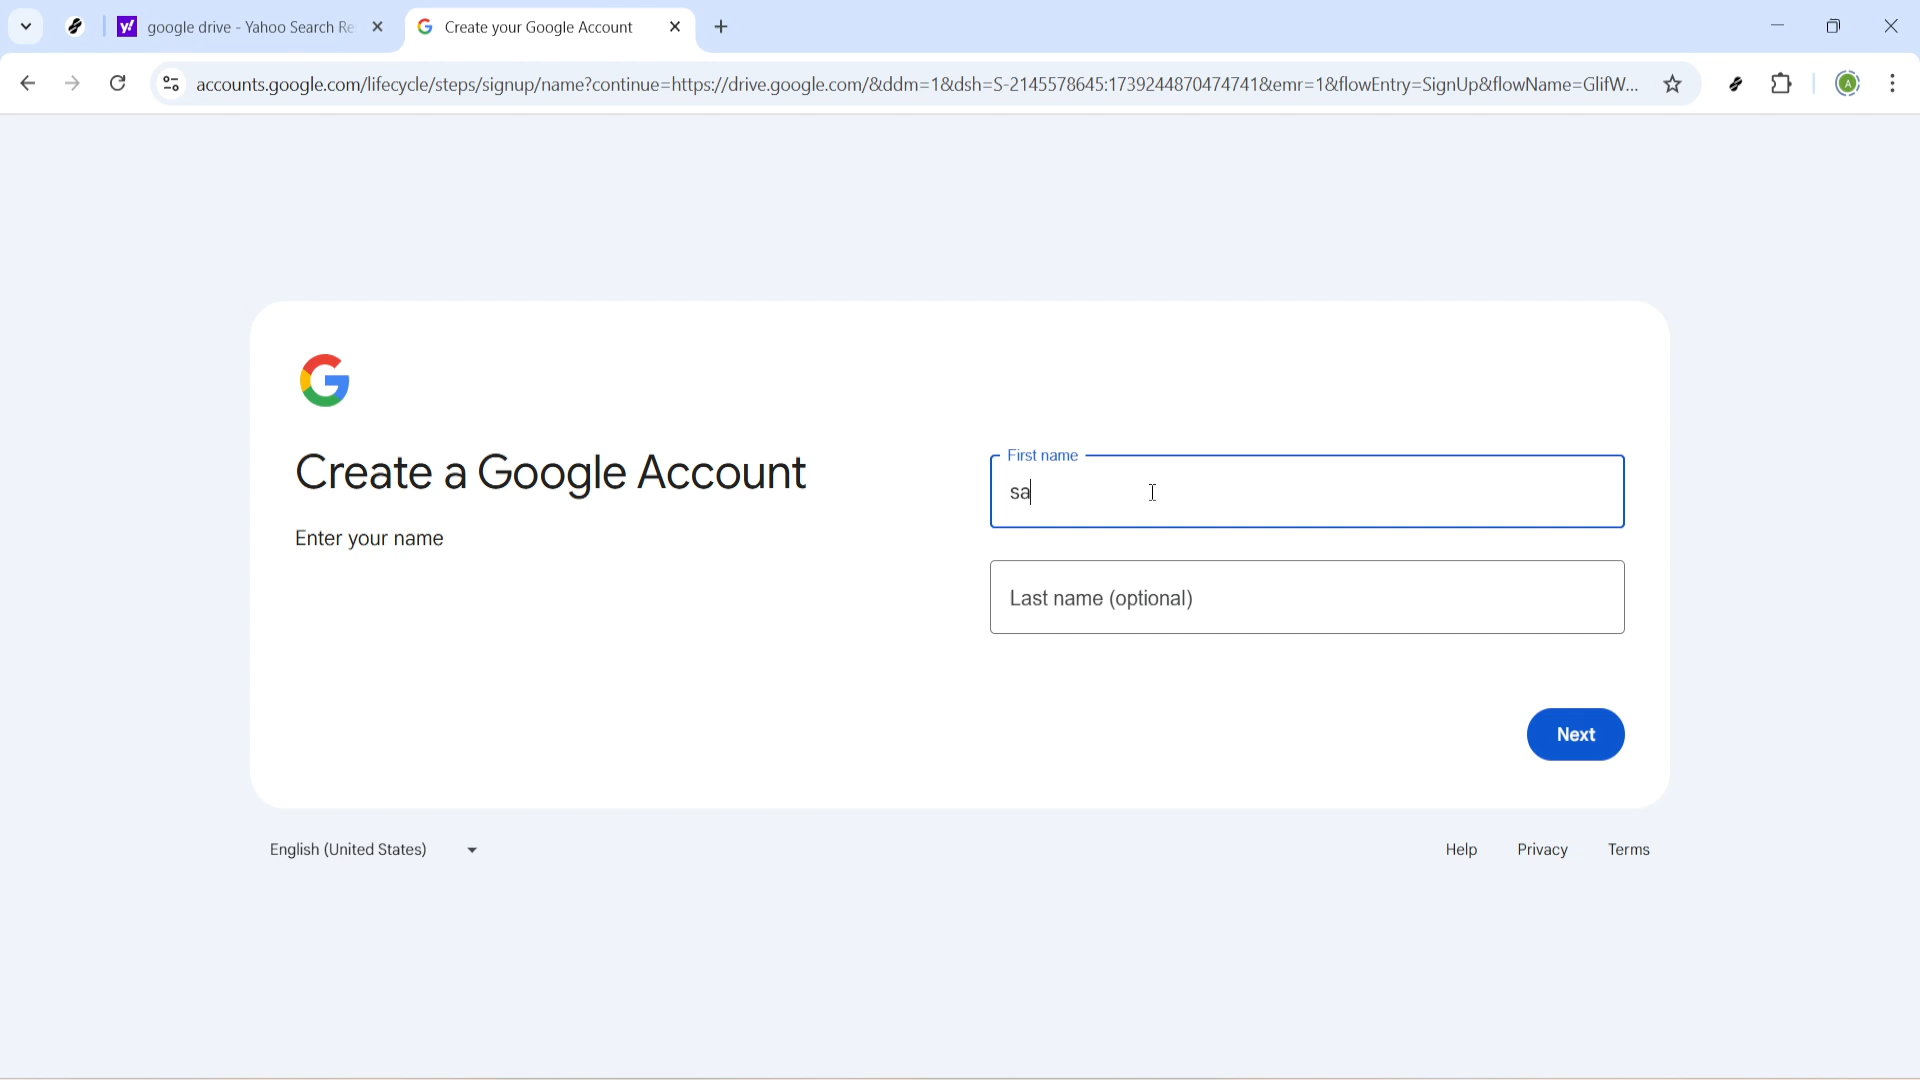 google drive - Yahoo Search Re
Create your Google Account
accounts.google.com/lifecycle/steps/signup/name?continue=https://drive.google.com/&ddm=1&dsh=S-2145578645:1739244870474741&emr=1&flowEntry=SignUp&flowName=GlifW...
A
Create a Google Account
Enter your name
First name
sa
Last name (optional)
Next
English (United States)
Help
Privacy
Terms